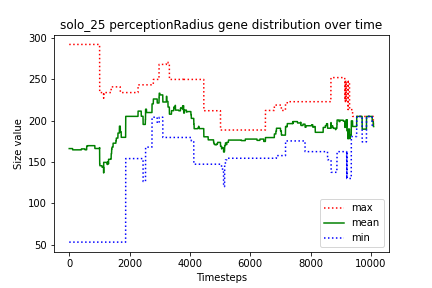 solo_25 perceptionRadius gene distribution over time
Size value
300
250
200
150
100
50
0
2000
4000
6000
8000
10000
Timesteps
max
mean
min